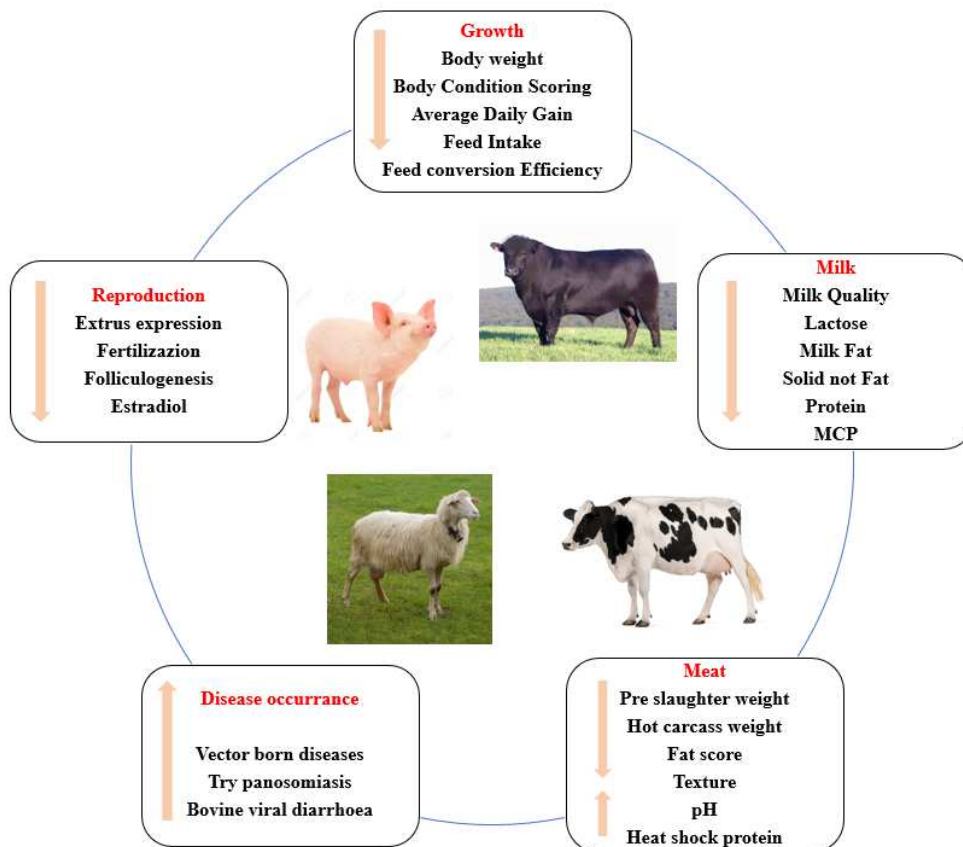 Growth
Body weight
Body Condition Scoring
Average Daily Gain
Feed Intake
Feed conversion Efficiency
Reproduction
Extrus expression
Fertilizazion
Folliculogenesis
Estradiol
Milk
Milk Quality
Lactose
Milk Fat
Solid not Fat
Protein
MCP
Disease occurrance
Vector born diseases
Try panosomiasis
Bovine viral diarrhoea
Meat
Pre slaughter weight
Hot carcass weight
Fat score
Texture
pH
Heat shock protein